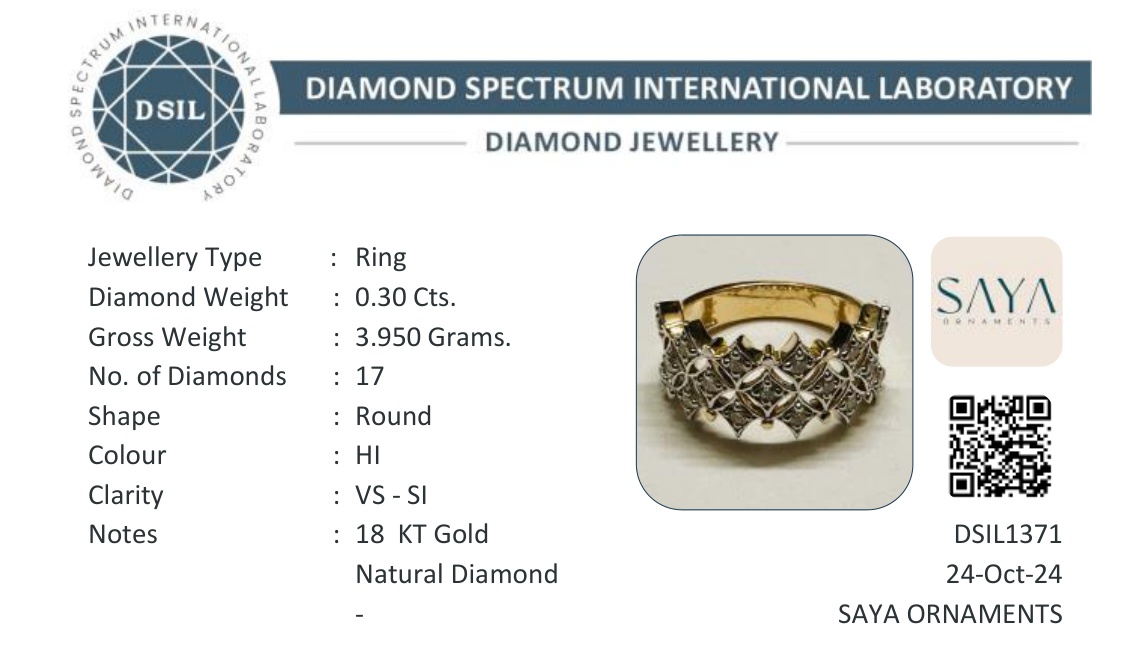 DIAMOND SPECTRUM INTERNATIONAL LABORATORY
DSIL
DIAMOND SPECTRUM INTERNATIONAL LABORATORY
DIAMOND JEWELLERY
Jewellery Type : Ring
Diamond Weight : 0.30 Cts.
Gross Weight : 3.950 Grams.
No. of Diamonds : 17
Shape : Round
Colour : HI
Clarity : VS - SI
Notes : 18 KT Gold
Natural Diamond
-
SAYA
ORNAMENTS
DSIL1371
24-Oct-24
SAYA ORNAMENTS